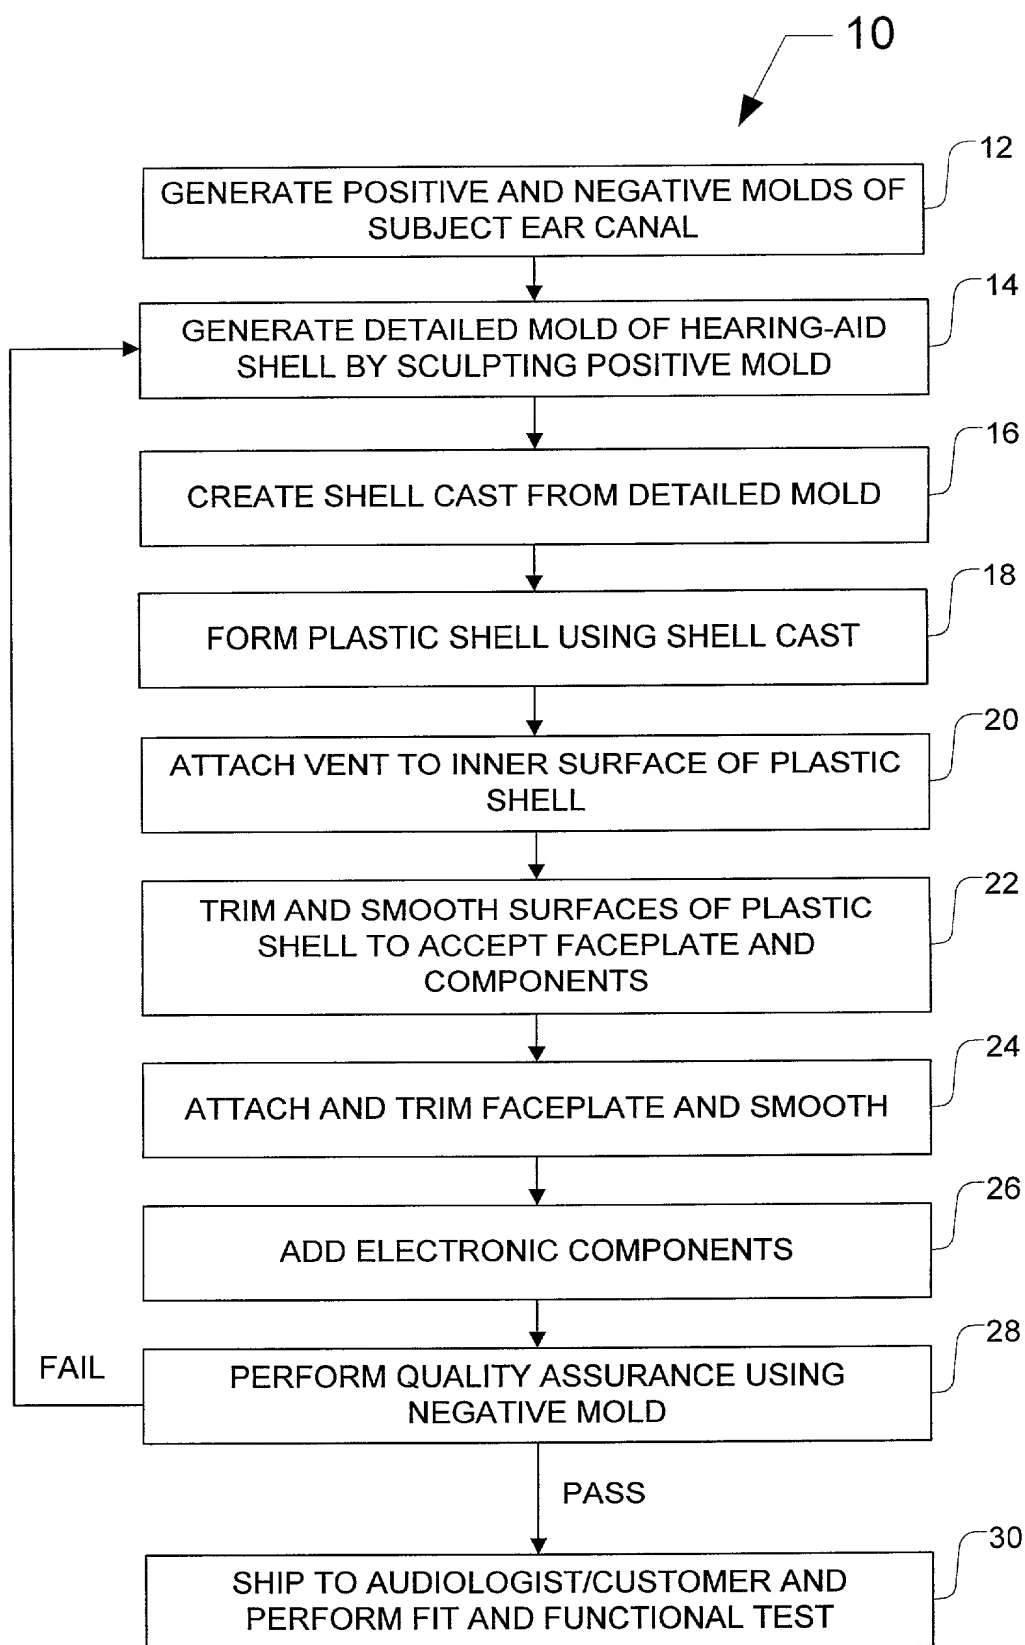 10
12
GENERATE POSITIVE AND NEGATIVE MOLDS OF
SUBJECT EAR CANAL
14
GENERATE DETAILED MOLD OF HEARING-AID
SHELL BY SCULPTING POSITIVE MOLD
16
CREATE SHELL CAST FROM DETAILED MOLD
18
FORM PLASTIC SHELL USING SHELL CAST
20
ATTACH VENT TO INNER SURFACE OF PLASTIC
SHELL
22
TRIM AND SMOOTH SURFACES OF PLASTIC
SHELL TO ACCEPT FACEPLATE AND
COMPONENTS
24
ATTACH AND TRIM FACEPLATE AND SMOOTH
26
ADD ELECTRONIC COMPONENTS
28
FAIL
PERFORM QUALITY ASSURANCE USING
NEGATIVE MOLD
PASS
30
SHIP TO AUDIOLOGIST/CUSTOMER AND
PERFORM FIT AND FUNCTIONAL TEST